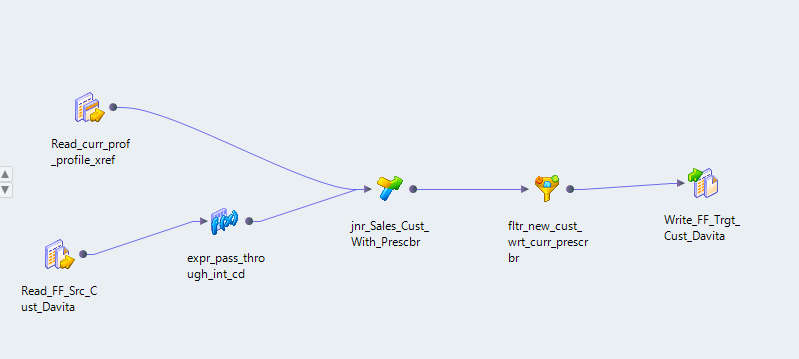 Read_curr_prof
_profile_xref
Read_FF_Src_C
ust_Davita
expr_pass_thro
ugh_int_cd
jnr_Sales_Cust_
With_Prescbr
fltr_new_cust_
wrt_curr_prescr
br
Write_FF_Trgt_
Cust_Davita